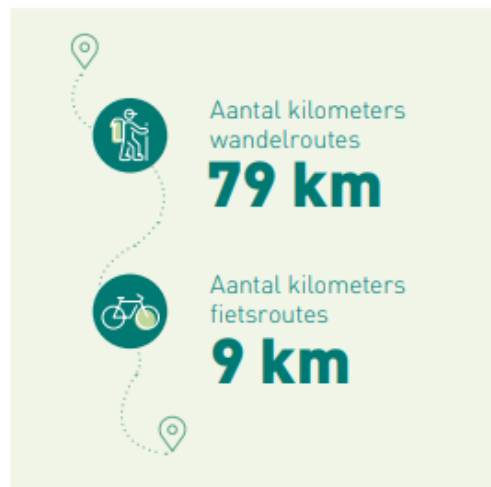 Aantal kilometers
wandelroutes
79 km
Aantal kilometers
fietsroutes
9 km